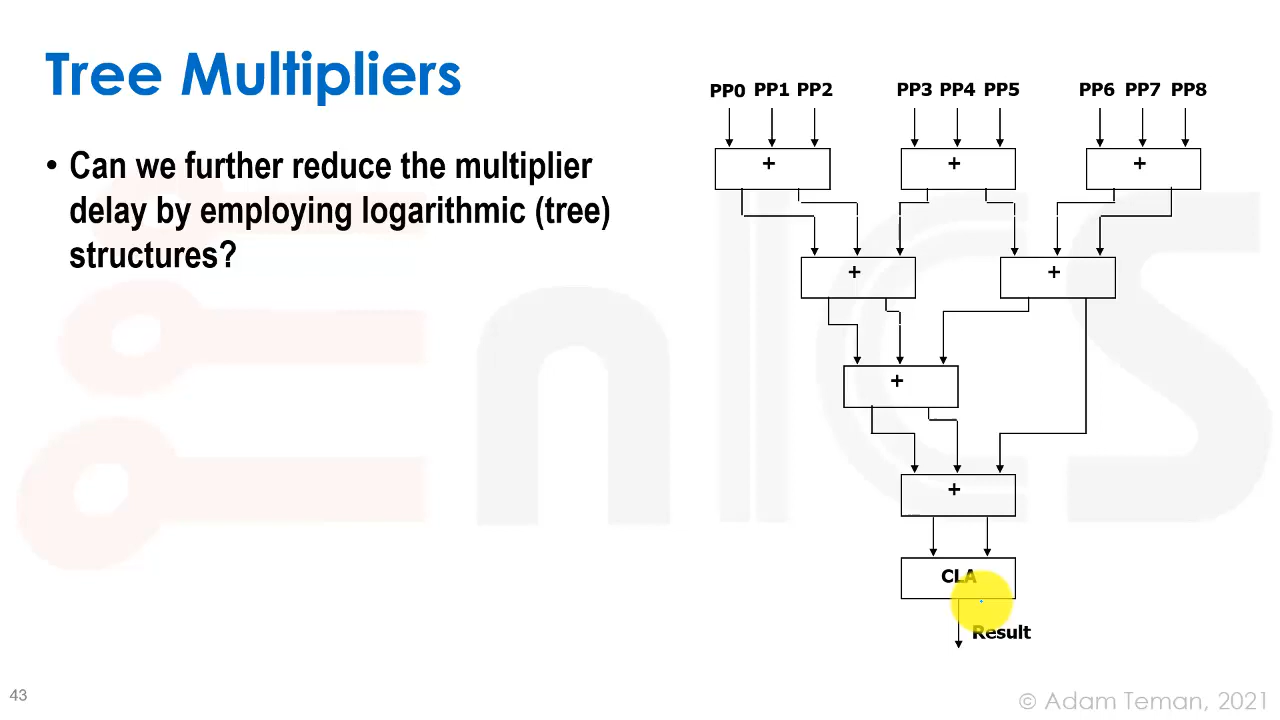 Tree Multipliers
• Can we further reduce the multiplier
delay by employing logarithmic (tree)
structures?
PP0 PP1 PP2 PP3 PP4 PP5 PP6 PP7 PP8
+ + +
+ +
+
+
CLA
Result
43
© Adam Teman, 2021
enICS